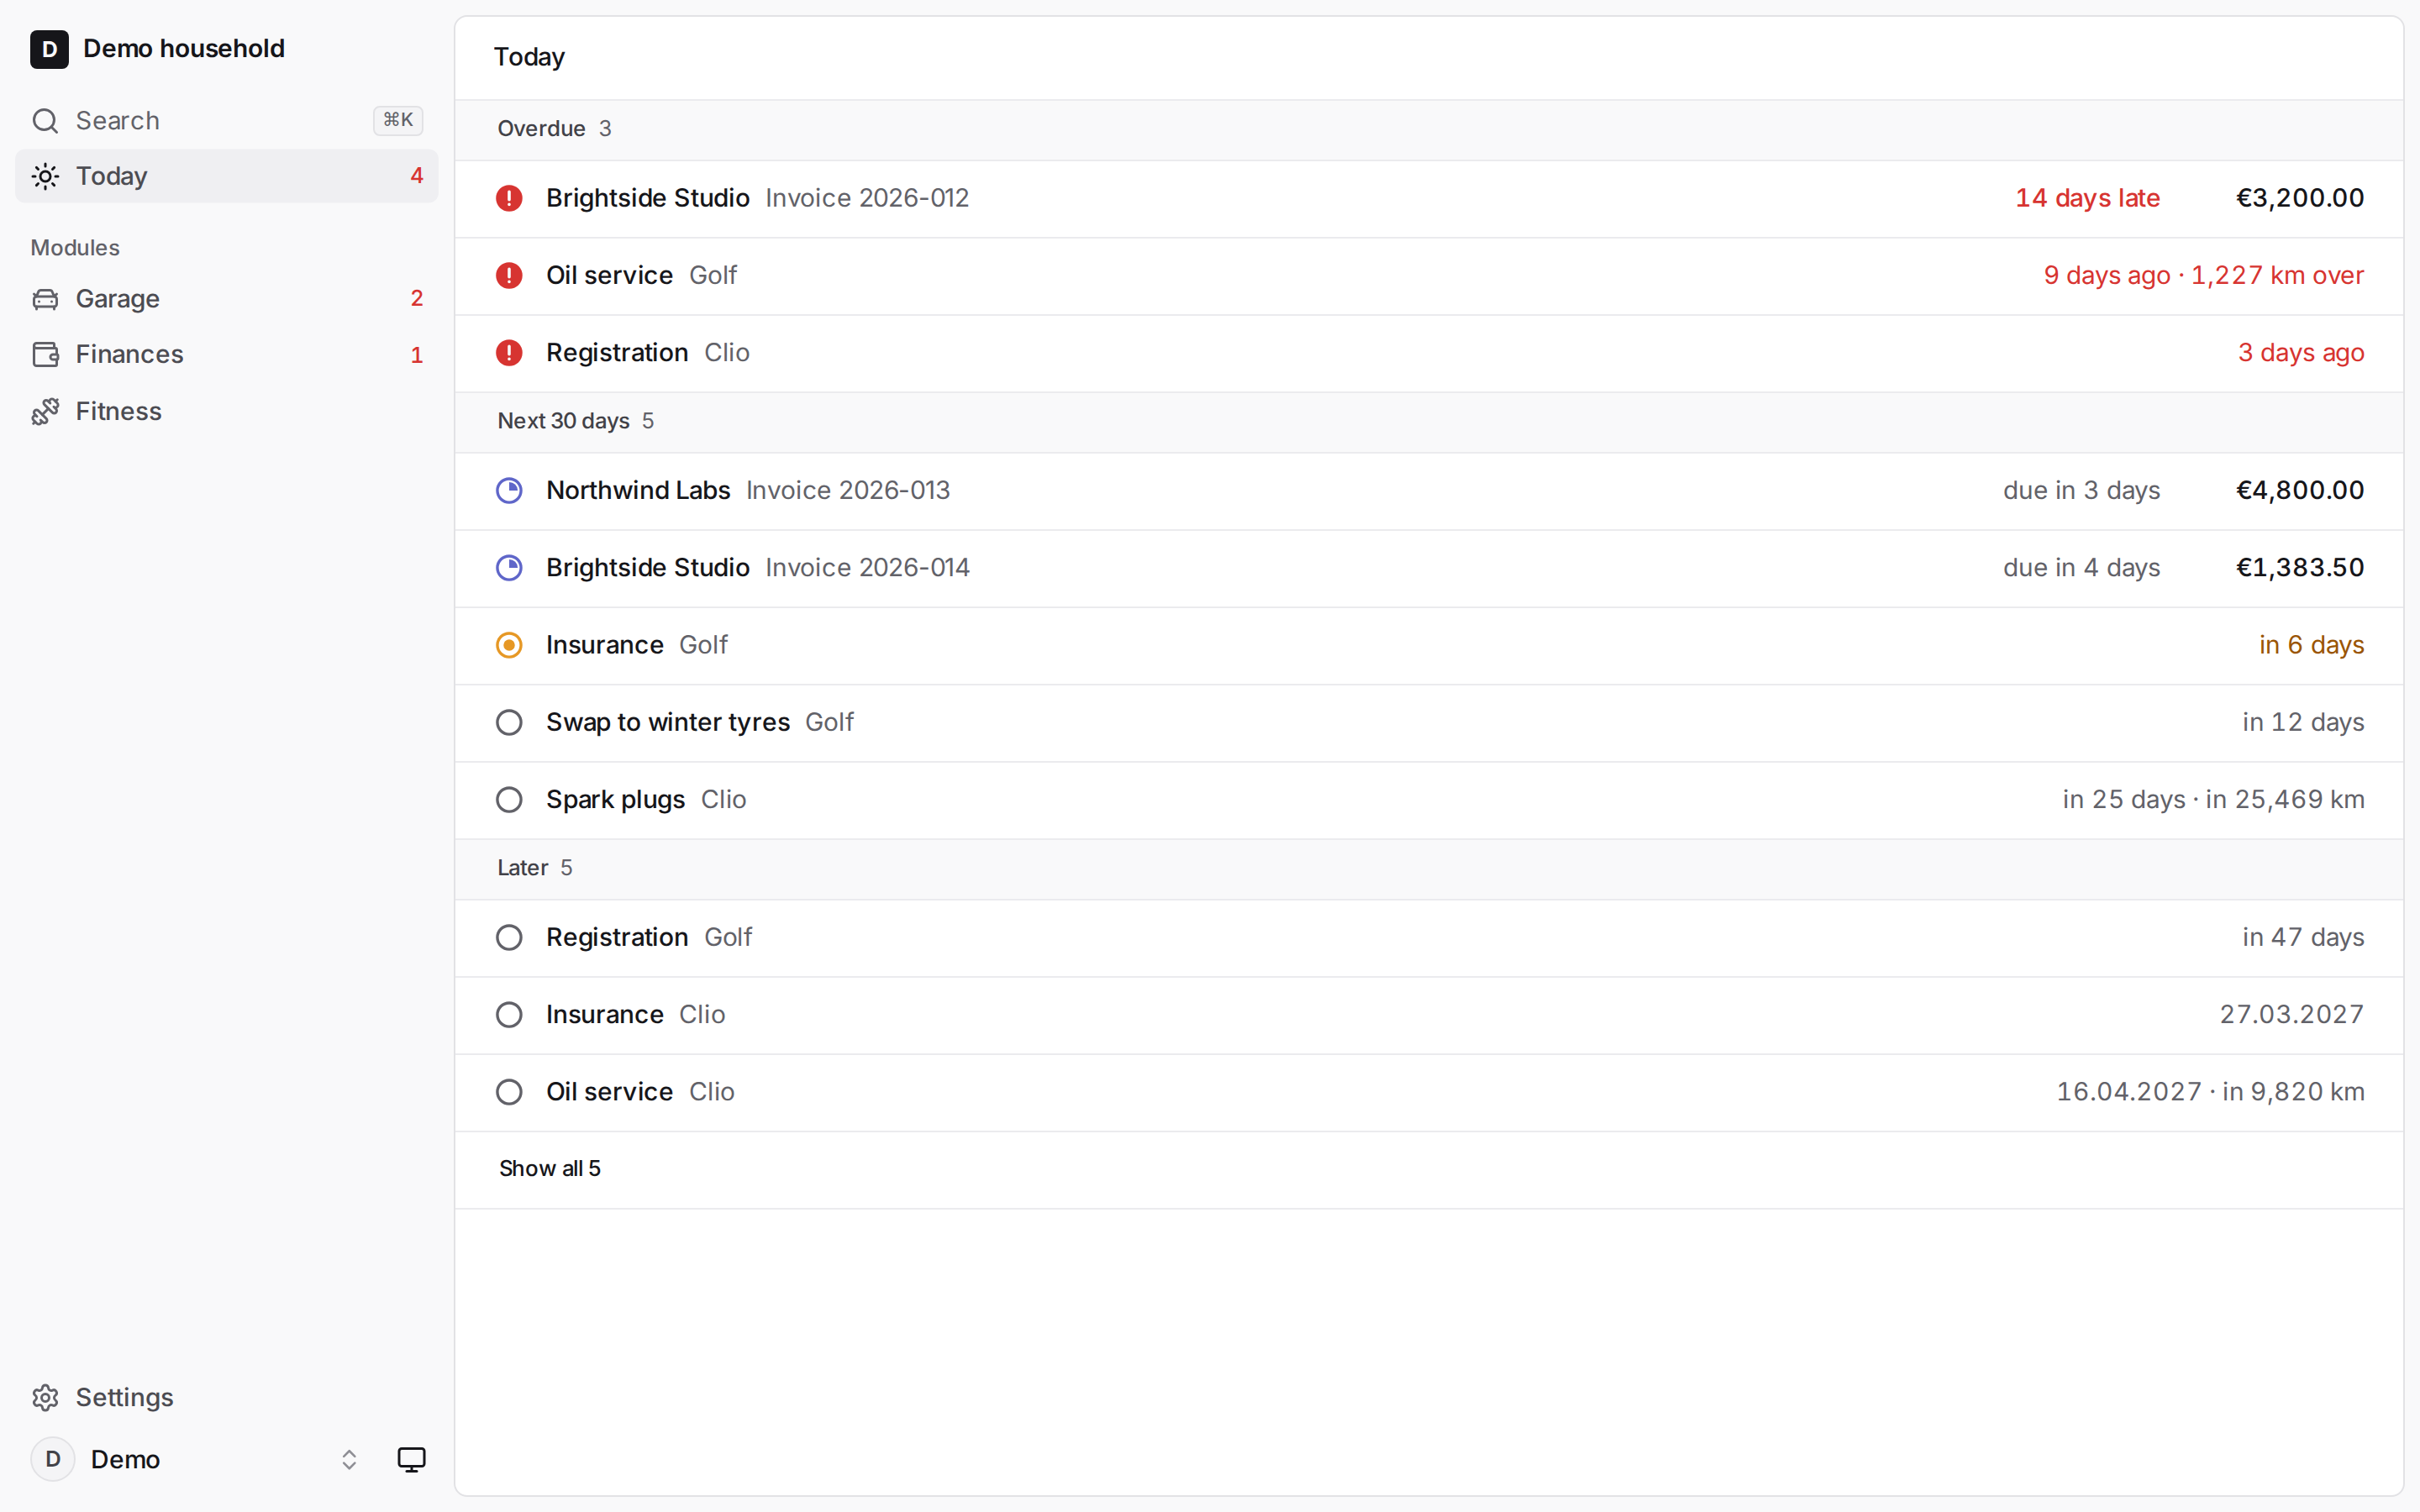 D Demo household
Search ⌘K
Today 4
Modules
Garage 2
Finances 1
Fitness
Settings
D Demo
Today
Overdue 3
Brightside Studio Invoice 2026-012 14 days late €3,200.00
Oil service Golf 9 days ago · 1,227 km over
Registration Clio 3 days ago
Next 30 days 5
Northwind Labs Invoice 2026-013 due in 3 days €4,800.00
Brightside Studio Invoice 2026-014 due in 4 days €1,383.50
Insurance Golf in 6 days
Swap to winter tyres Golf in 12 days
Spark plugs Clio in 25 days · in 25,469 km
Later 5
Registration Golf in 47 days
Insurance Clio 27.03.2027
Oil service Clio 16.04.2027 · in 9,820 km
Show all 5